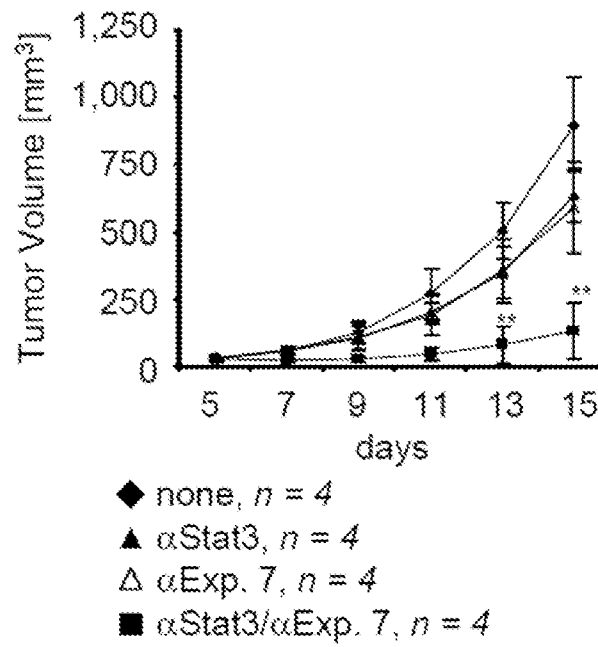 1,250
1,000
750
500
250
0
Tumor Volume [mm³]
**
**
5 7 9 11 13 15
days
◆ none, n = 4
▲ αStat3, n = 4
△ αExp. 7, n = 4
■ αStat3/αExp. 7, n = 4